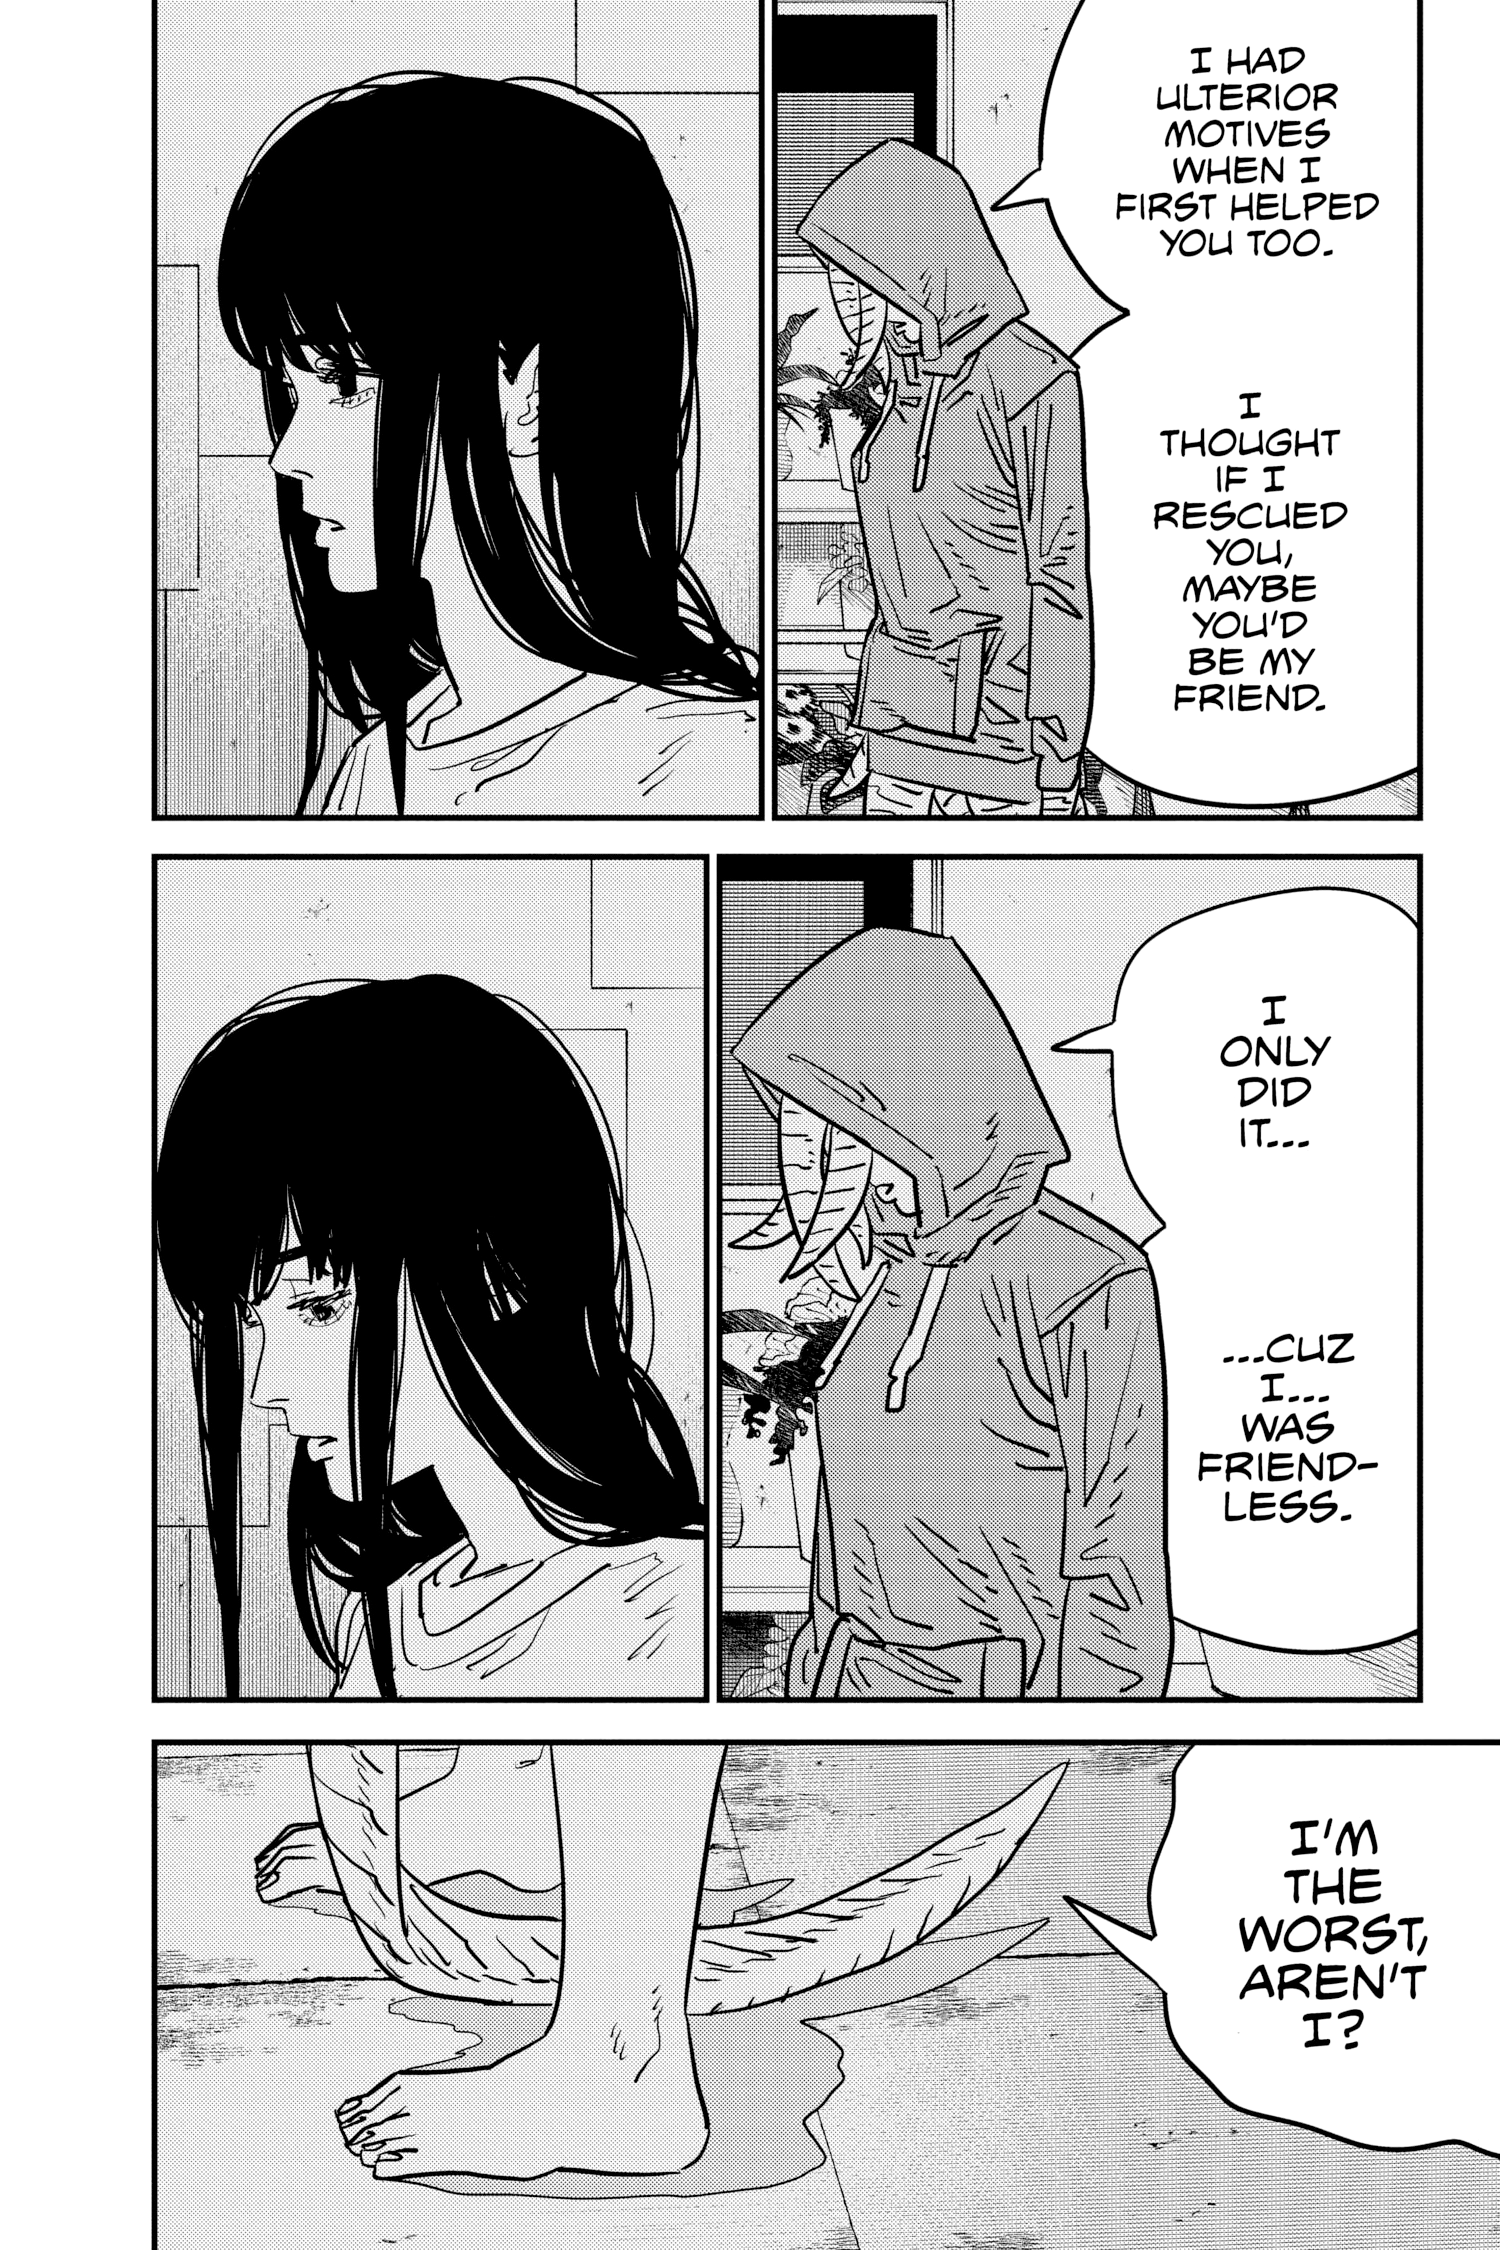 I HAD
ULTERIOR
MOTIVES
WHEN I
FIRST HELPED
YOU TOO.
I
THOUGHT
IF I
RESCUED
YOU,
MAYBE
YOU'D
BE MY
FRIEND.
I
ONLY
DID
IT...
...CUZ
I...
WAS
FRIEND-
LESS.
I'M
THE
WORST,
AREN'T
I?